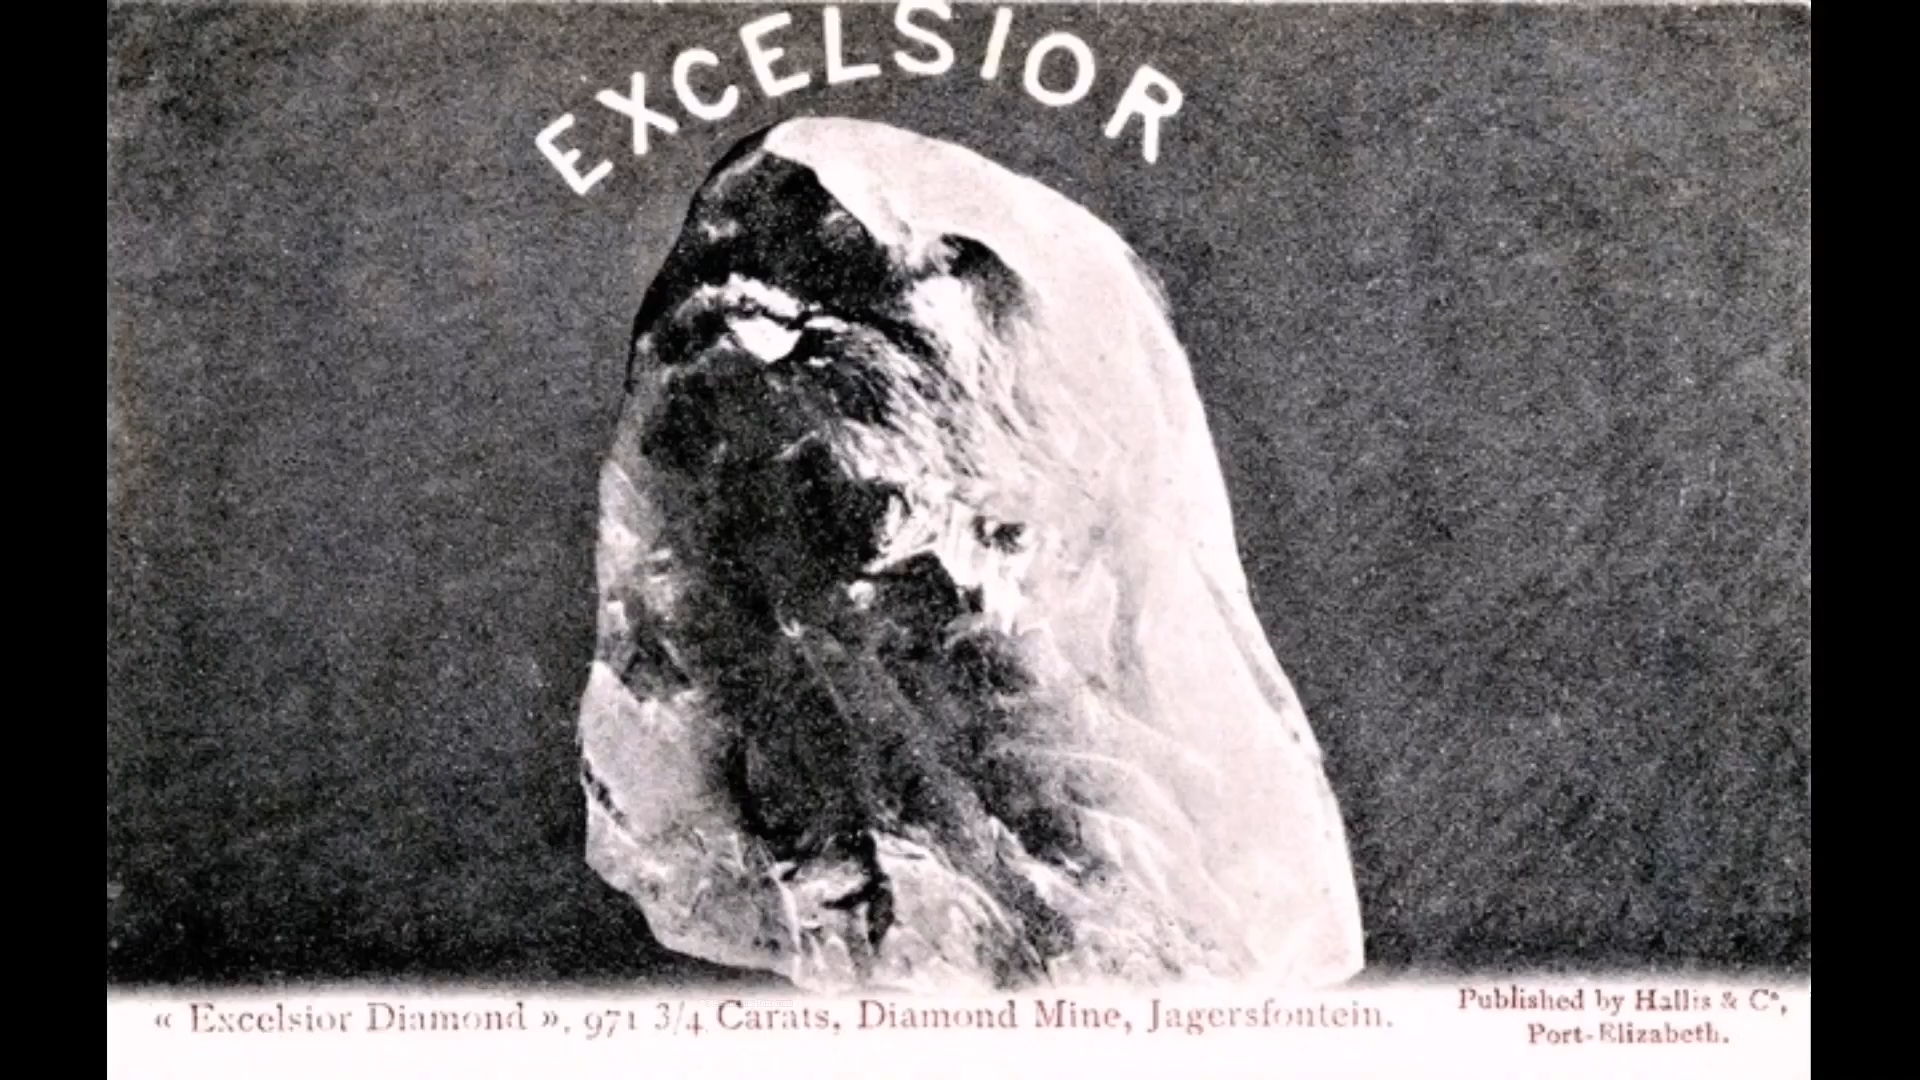 EXCELSIOR
« Excelsior Diamond », 971 3/4 Carats, Diamond Mine, Jagersfontein.
Published by Hallis & Cº,
Port-Elizabeth.